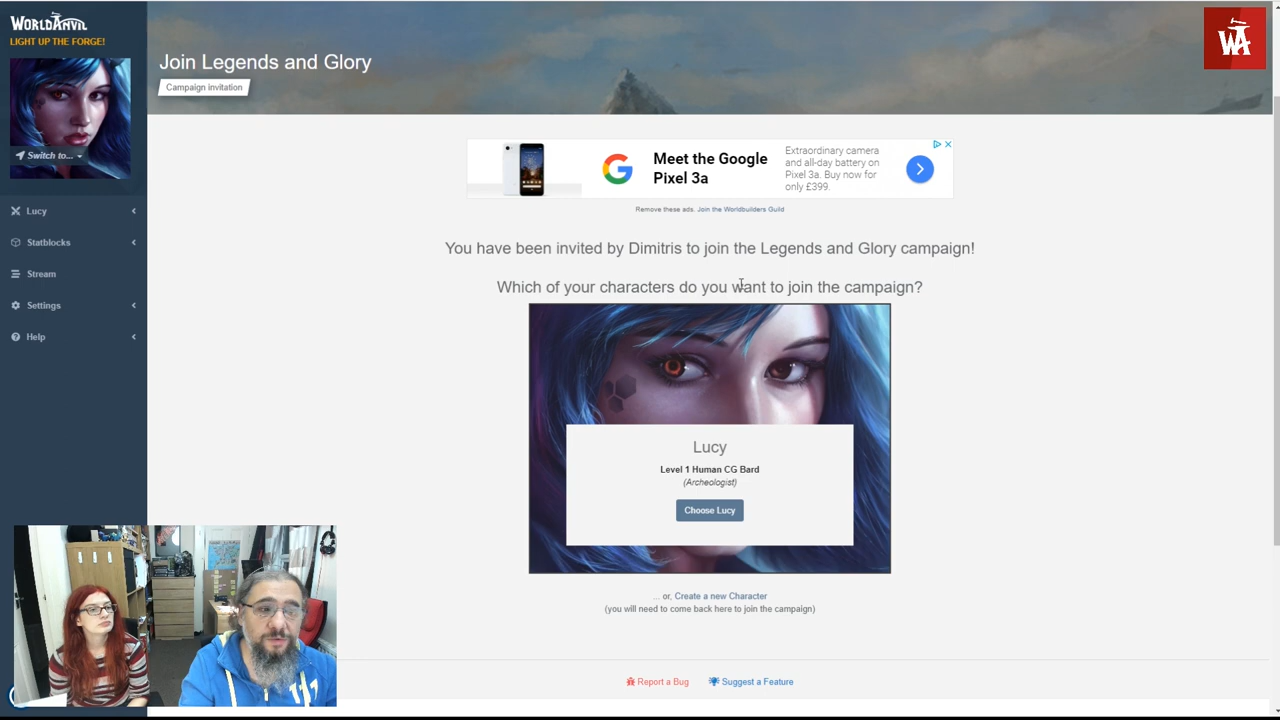 WORLDANVIL
LIGHT UP THE FORGE!
Switch to...
Lucy
Statblocks
Stream
Settings
Help
Join Legends and Glory
Campaign invitation
WA
Meet the Google
Pixel 3a
Extraordinary camera
and all-day battery on
Pixel 3a. Buy now for
only £399.
Remove these ads. Join the Worldbuilders Guild
You have been invited by Dimitris to join the Legends and Glory campaign!
Which of your characters do you want to join the campaign?
Lucy
Level 1 Human CG Bard
(Archeologist)
Choose Lucy
... or, Create a new Character
(you will need to come back here to join the campaign)
Report a Bug
Suggest a Feature